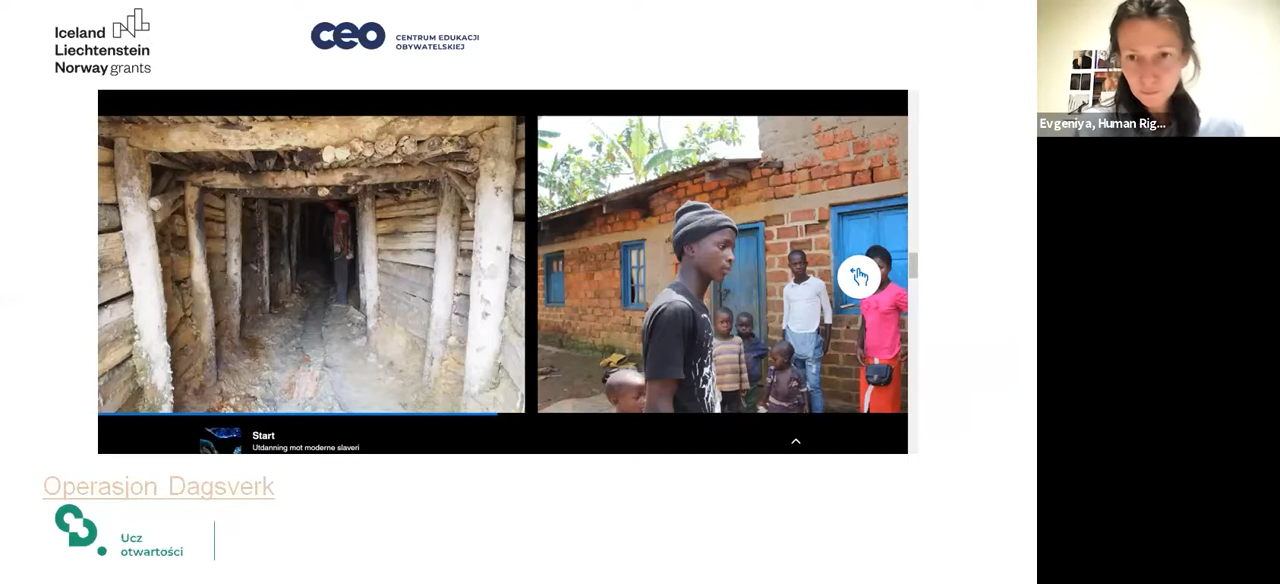 Iceland
Liechtenstein
Norway grants
ceo CENTRUM EDUKACJI
OBYWATELSKIEJ
Evgeniya, Human Rig...
Start
Utdanning mot moderne slaveri
Operasjon Dagsverk
Ucz
otwartości